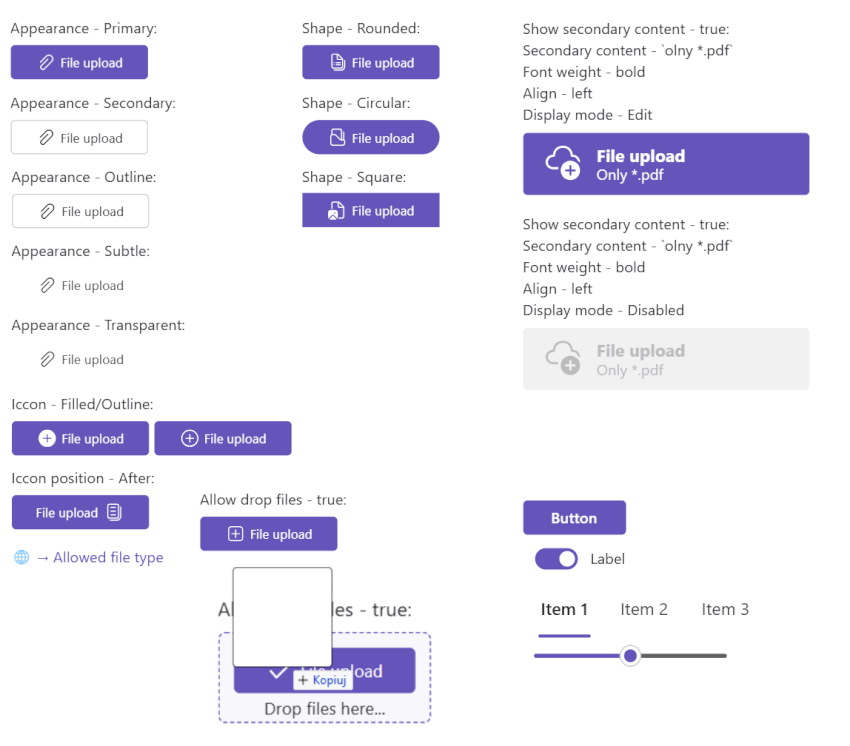 Appearance - Primary:
File upload
Appearance - Secondary:
File upload
Appearance - Outline:
File upload
Appearance - Subtle:
File upload
Appearance - Transparent:
File upload
Iccon - Filled/Outline:
File upload
File upload
Iccon position - After:
File upload
→ Allowed file type
Shape - Rounded:
File upload
Shape - Circular:
File upload
Shape - Square:
File upload
Allow drop files - true:
File upload
Al les - true:
File upload
+ Kopiuj
Drop files here...
Show secondary content - true:
Secondary content - `olny *.pdf`
Font weight - bold
Align - left
Display mode - Edit
File upload
Only *.pdf
Show secondary content - true:
Secondary content - `olny *.pdf`
Font weight - bold
Align - left
Display mode - Disabled
File upload
Only *.pdf
Button
Label
Item 1 Item 2 Item 3